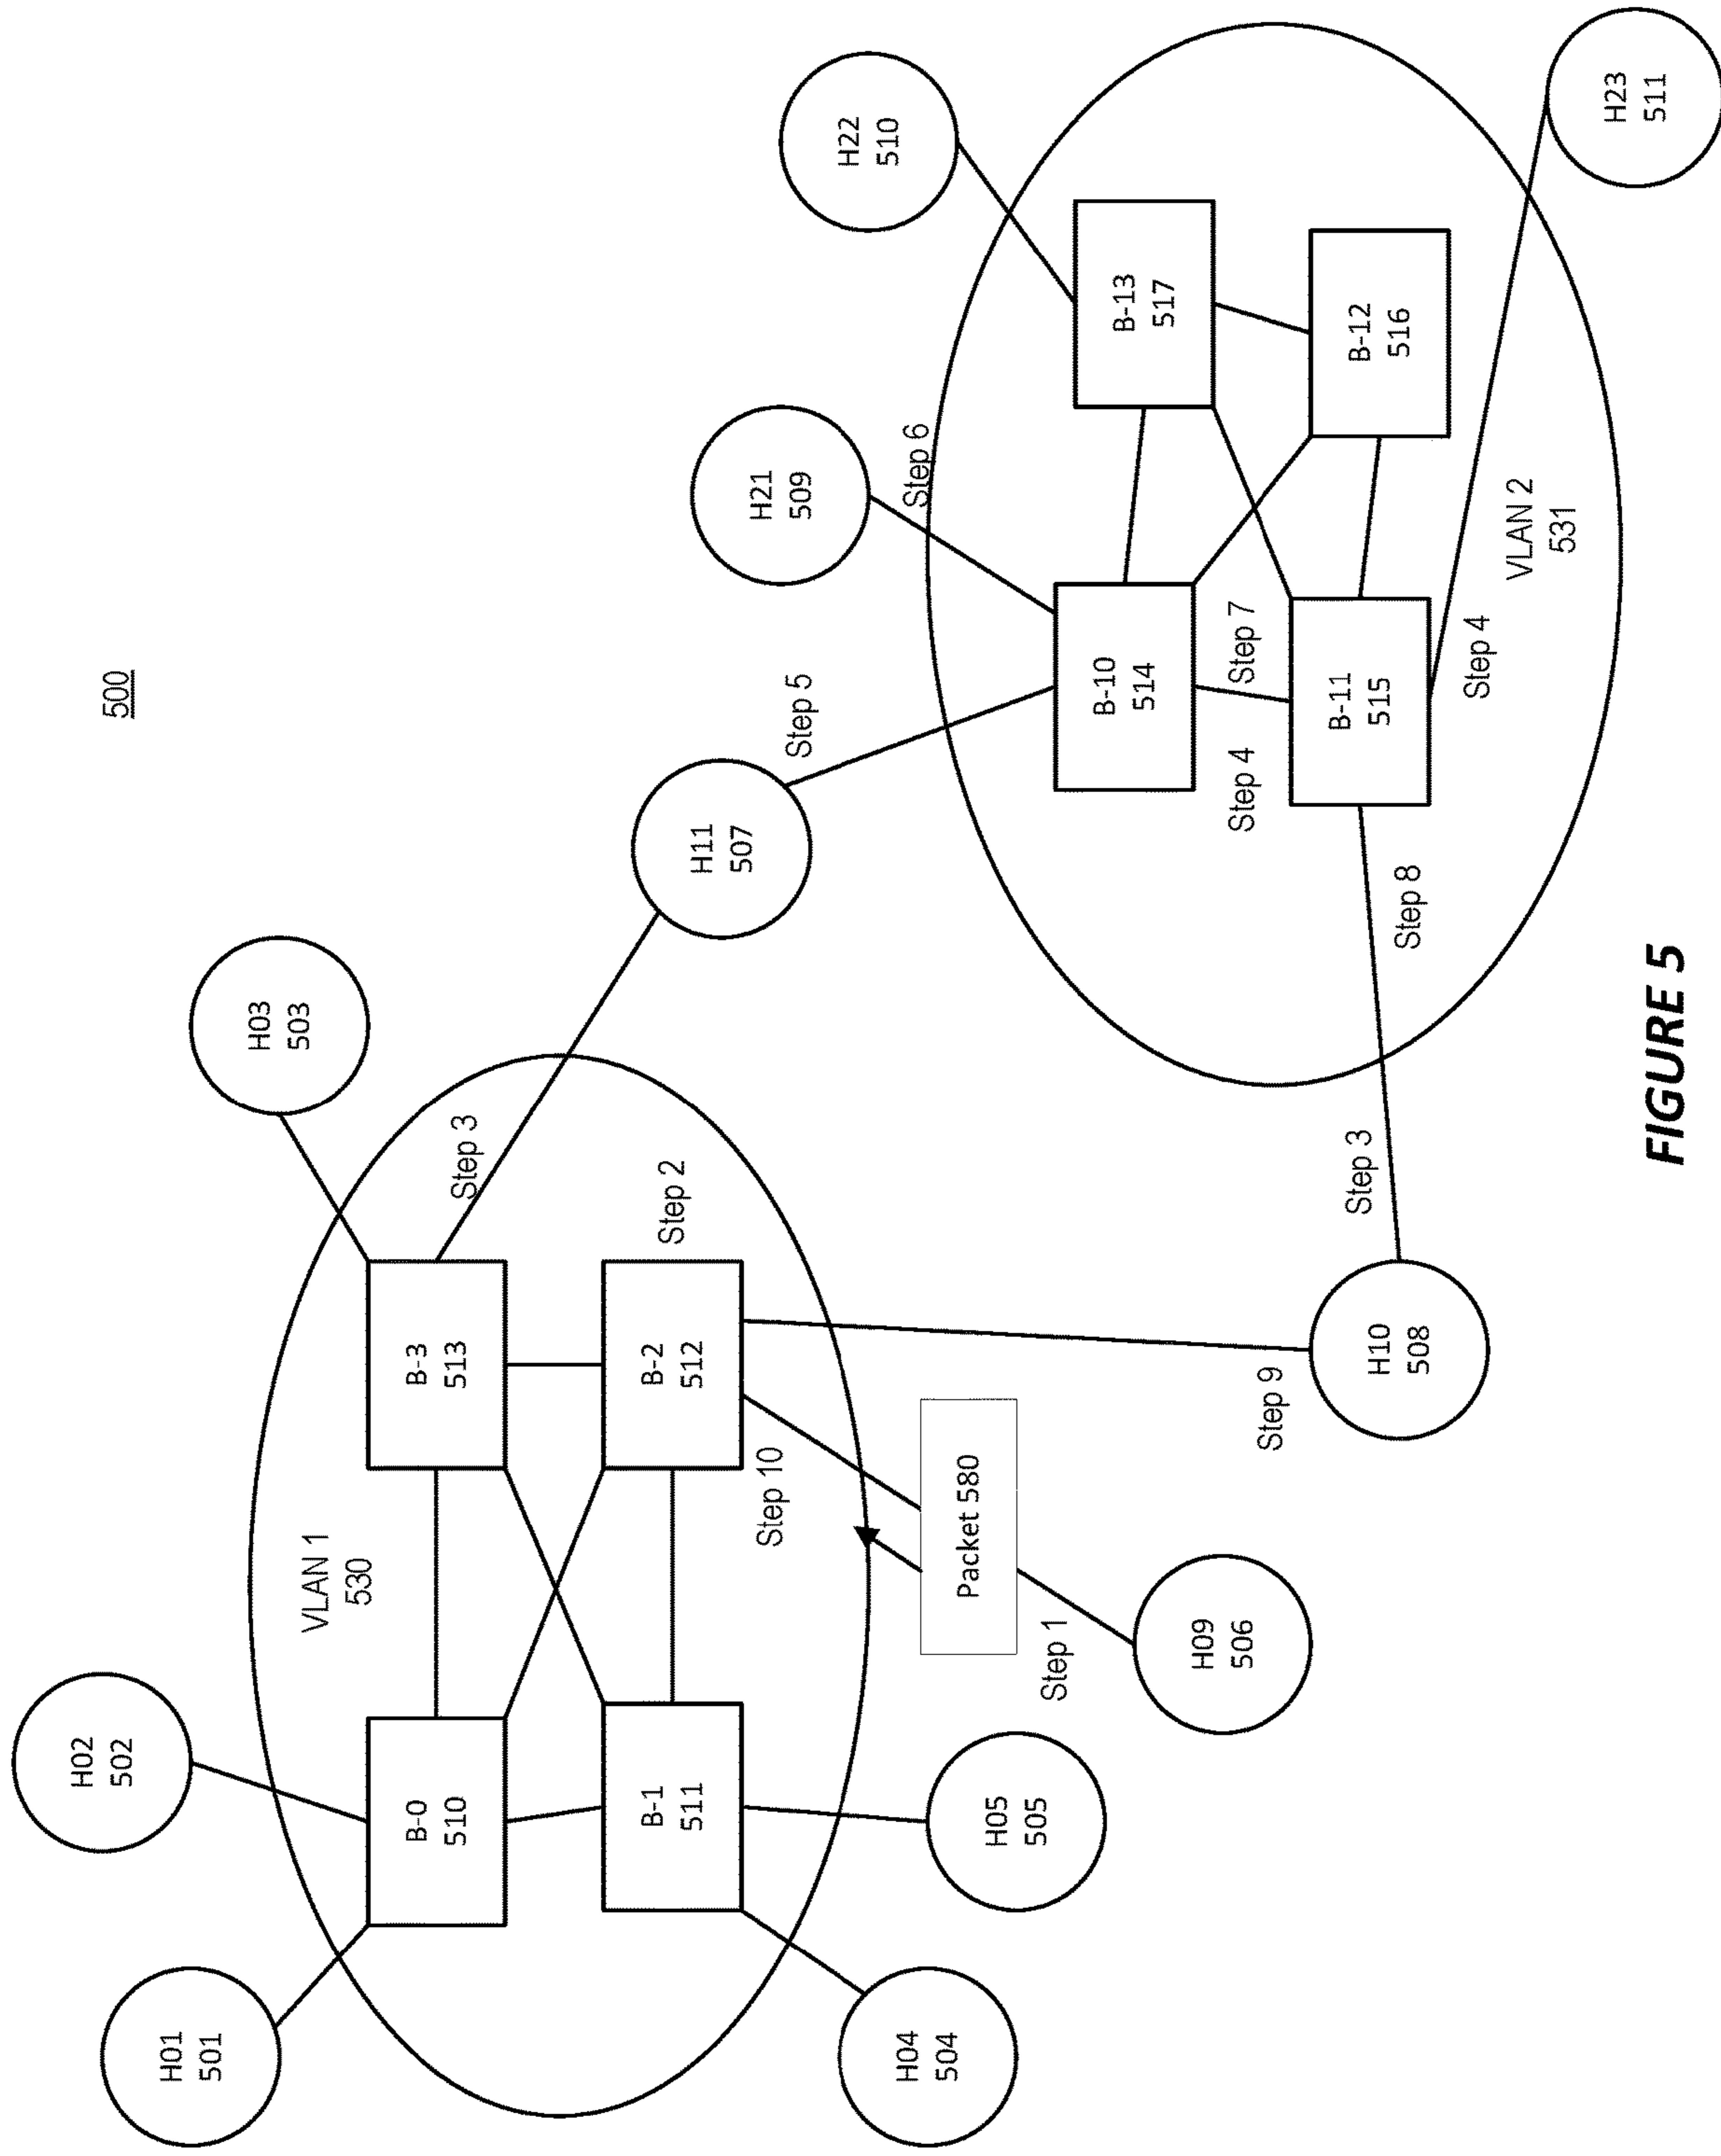 500
H01
501
H02
502
H03
503
VLAN 1
530
B-0
510
B-3
513
Step 3
B-1
511
B-2
512
Step 2
Step 10
H04
504
H05
505
Packet 580
Step 1
H09
506
Step 9
H10
508
Step 3
H11
507
Step 5
H21
509
Step 6
H22
510
B-10
514
B-13
517
Step 4
Step 7
B-11
515
B-12
516
Step 8
Step 4
VLAN 2
531
H23
511
FIGURE 5